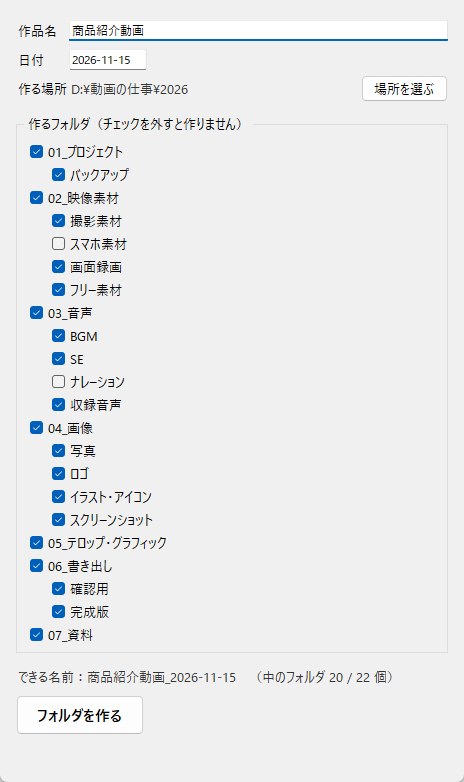 作品名 商品紹介動画
日付 2026-11-15
作る場所 D:¥動画の仕事¥2026 場所を選ぶ
作るフォルダ（チェックを外すと作りません）
01_プロジェクト
バックアップ
02_映像素材
撮影素材
スマホ素材
画面録画
フリー素材
03_音声
BGM
SE
ナレーション
収録音声
04_画像
写真
ロゴ
イラスト・アイコン
スクリーンショット
05_テロップ・グラフィック
06_書き出し
確認用
完成版
07_資料
できる名前：商品紹介動画_2026-11-15 （中のフォルダ 20 / 22 個）
フォルダを作る